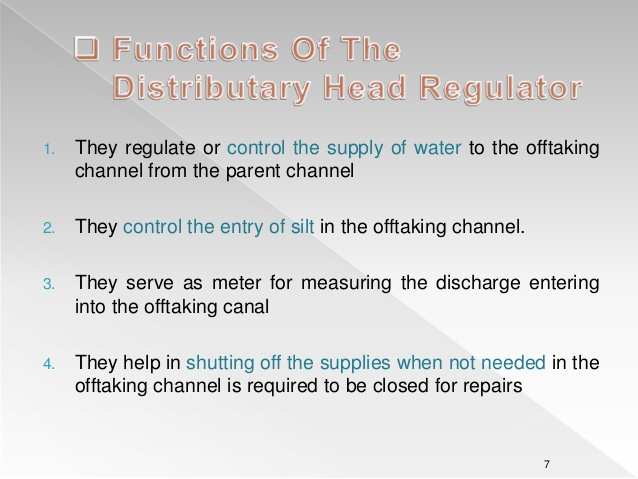 ❑ Functions Of The
Distributary Head Regulator
1. They regulate or control the supply of water to the offtaking
channel from the parent channel
2. They control the entry of silt in the offtaking channel.
3. They serve as meter for measuring the discharge entering
into the offtaking canal
4. They help in shutting off the supplies when not needed in the
offtaking channel is required to be closed for repairs
7